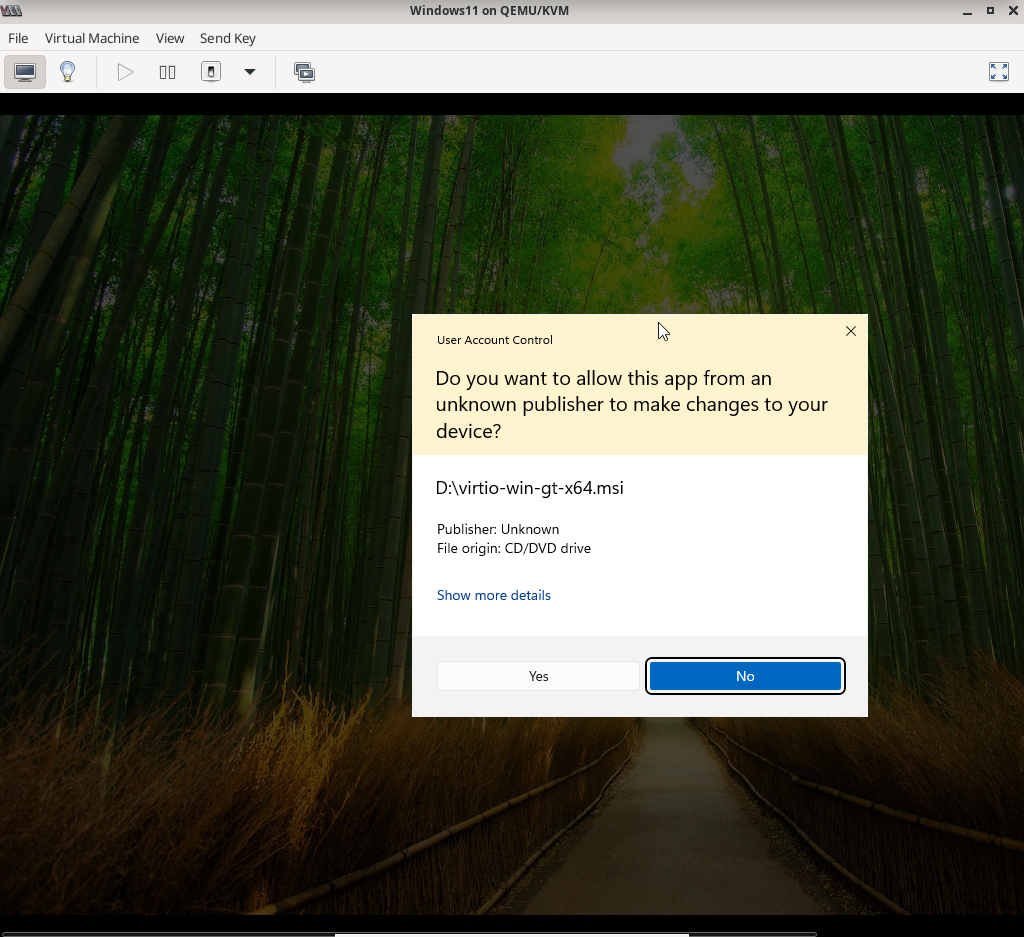 Windows11 on QEMU/KVM
File Virtual Machine View Send Key
User Account Control
Do you want to allow this app from an
unknown publisher to make changes to your
device?
D:\virtio-win-gt-x64.msi
Publisher: Unknown
File origin: CD/DVD drive
Show more details
Yes No